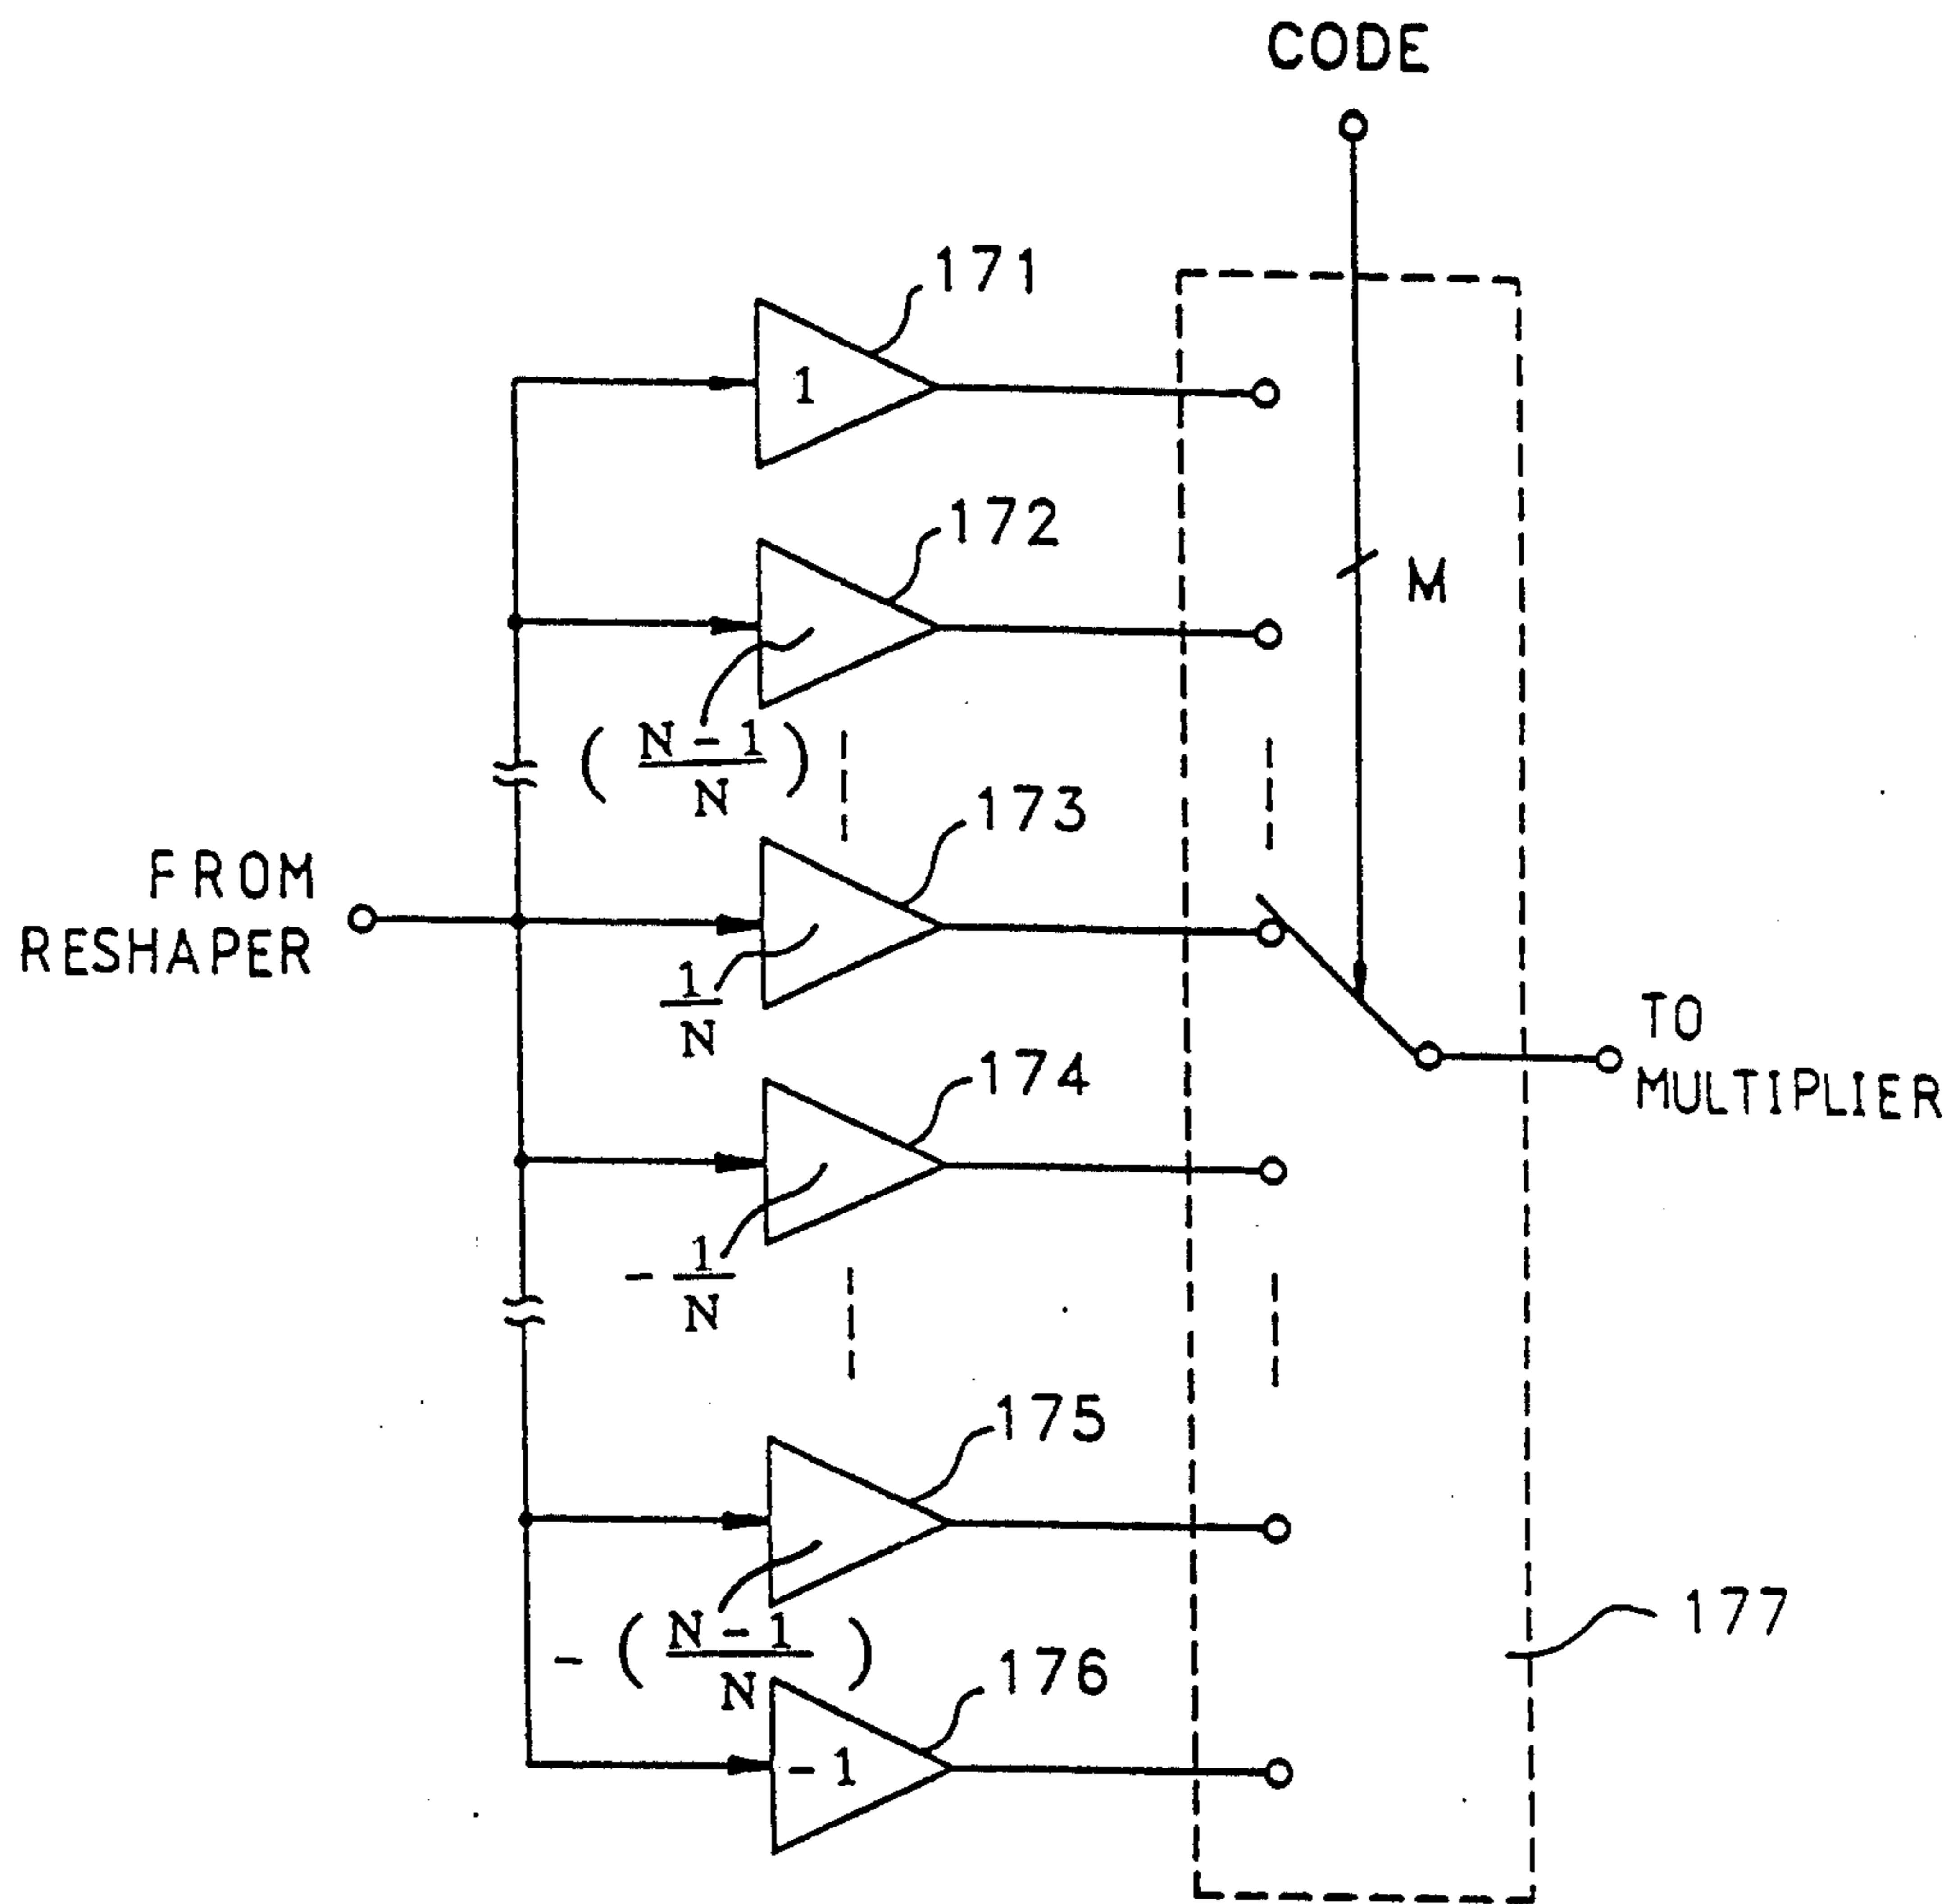 CODE
171
1
172
M
( N - 1 / N )
173
FROM
RESHAPER
1 / N
TO
MULTIPLIER
174
- 1 / N
175
177
- ( N - 1 / N )
176
- 1